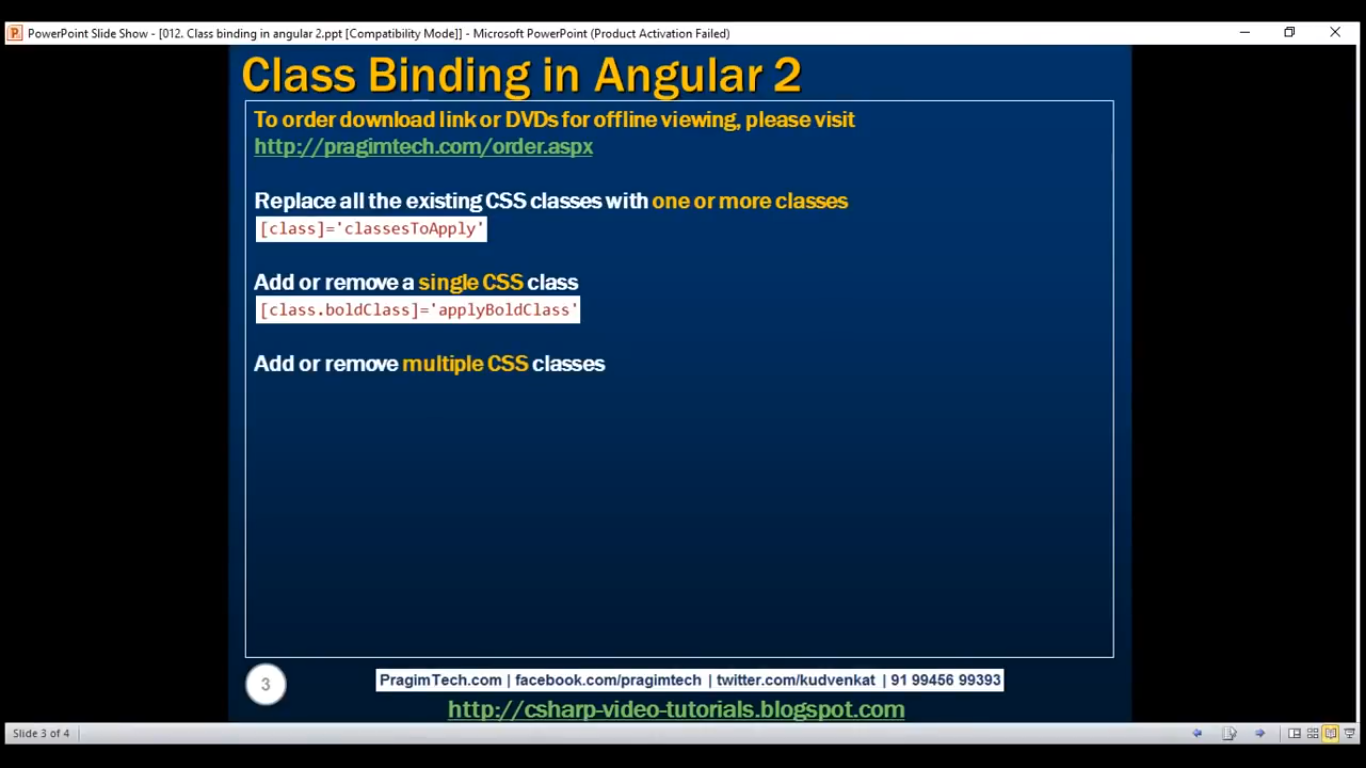 PowerPoint Slide Show - [012. Class binding in angular 2.ppt [Compatibility Mode]] - Microsoft PowerPoint (Product Activation Failed)
Class Binding in Angular 2
To order download link or DVDs for offline viewing, please visit
http://pragimtech.com/order.aspx
Replace all the existing CSS classes with one or more classes
[class]='classesToApply'
Add or remove a single CSS class
[class.boldClass]='applyBoldClass'
Add or remove multiple CSS classes
3
PragimTech.com | facebook.com/pragimtech | twitter.com/kudvenkat | 91 99456 99393
http://csharp-video-tutorials.blogspot.com
Slide 3 of 4